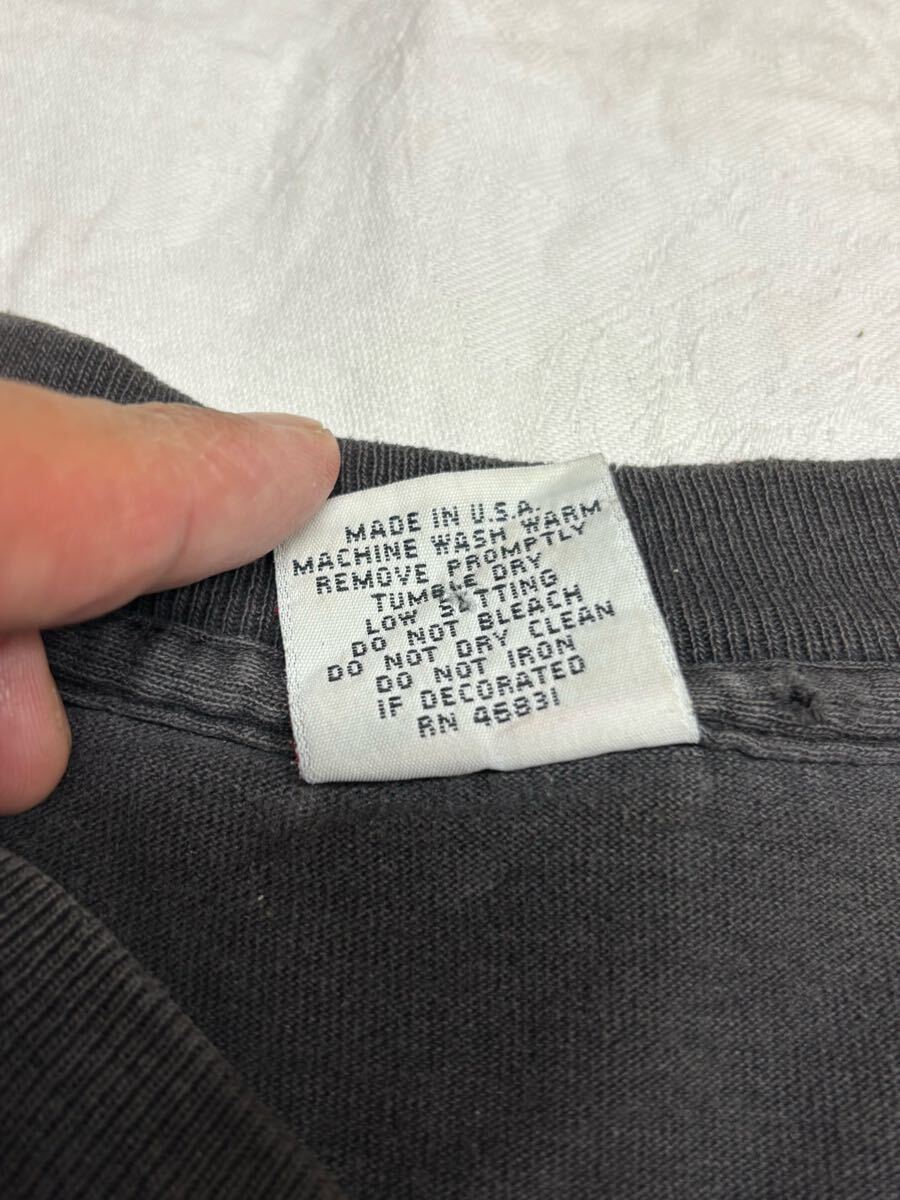 MADE IN U.S.A.
MACHINE WASH WARM
REMOVE PROMPTLY
TUMBLE DRY
LOW SETTING
DO NOT BLEACH
DO NOT DRY CLEAN
DO NOT IRON
IF DECORATED
RN 46831